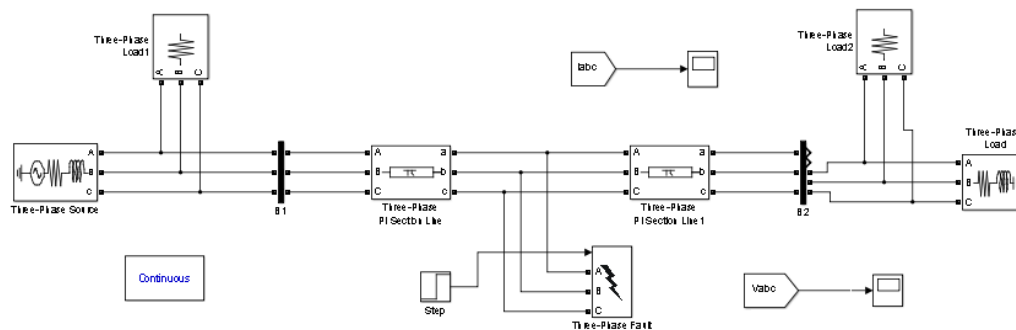 Three-Phase
Load1
A
B
C
Iabc
Three-Phase
Load2
A
B
C
A
B
C
Three-Phase Source
B1
A
B
C
a
b
c
Three-Phase
PI Section Line
A
B
C
a
b
c
Three-Phase
PI Section Line1
B2
Three-Phase
Load
A
B
C
Continuous
Step
A
B
C
Three-Phase Fault
Vabc